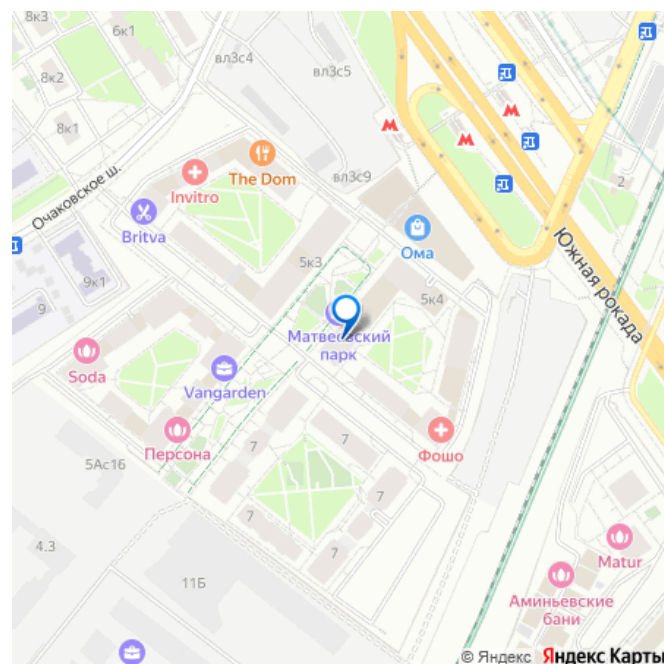 8к3
6к1
вл3с4
вл3с5
8к2
8к1
The Dom
Invitro
вл3с9
2
Очаковское ш.
Britva
Ома
Южная рокада
5к3
9к1
9
5к4
Матвеевский
парк
Soda
Vangarden
Персона
7
7
Фошо
5Ас16
7
7
4.3
11Б
Matur
Аминьевские
бани
© Яндекс Яндекс Карты